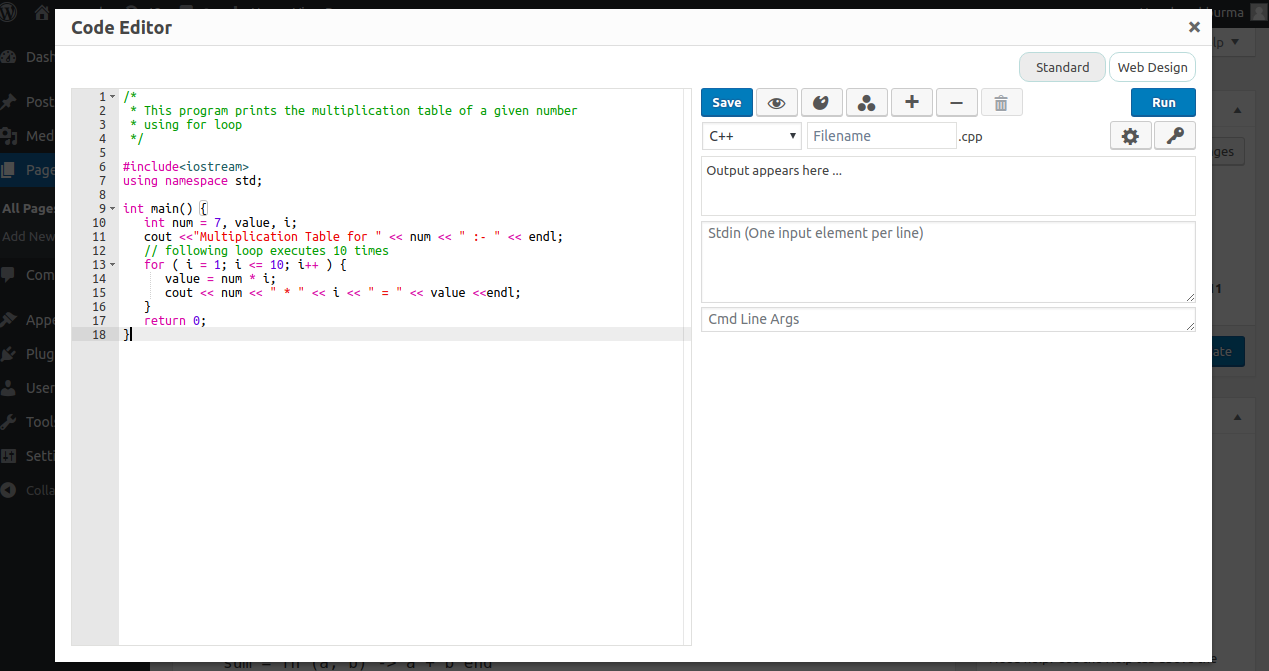 Code Editor
Standard
Web Design
1 /*
2  * This program prints the multiplication table of a given number
3  * using for loop
4  */
5
6 #include<iostream>
7 using namespace std;
8
9 int main() {
10    int num = 7, value, i;
11    cout <<"Multiplication Table for " << num << " :- " << endl;
12    // following loop executes 10 times
13    for ( i = 1; i <= 10; i++ ) {
14       value = num * i;
15       cout << num << " * " << i << " = " << value <<endl;
16    }
17    return 0;
18 }
Save
Run
C++
Filename
.cpp
Output appears here ...
Stdin (One input element per line)
Cmd Line Args
Dash
Post
Med
Page
All Page
Add New
Com
Appe
Plug
User
Tool
Setti
Colla
urma
lp
ges
11
ate
sum = fn (a, b) -> a + b end